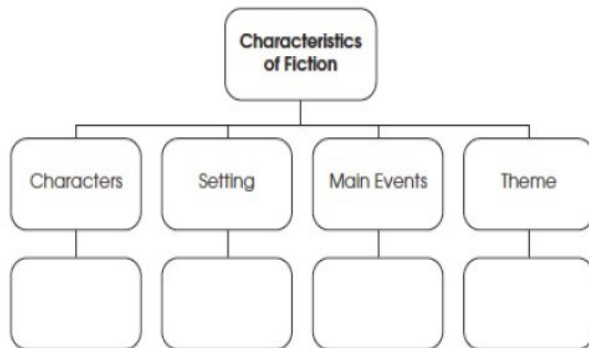 Characteristics
of Fiction
Characters
Setting
Main Events
Theme